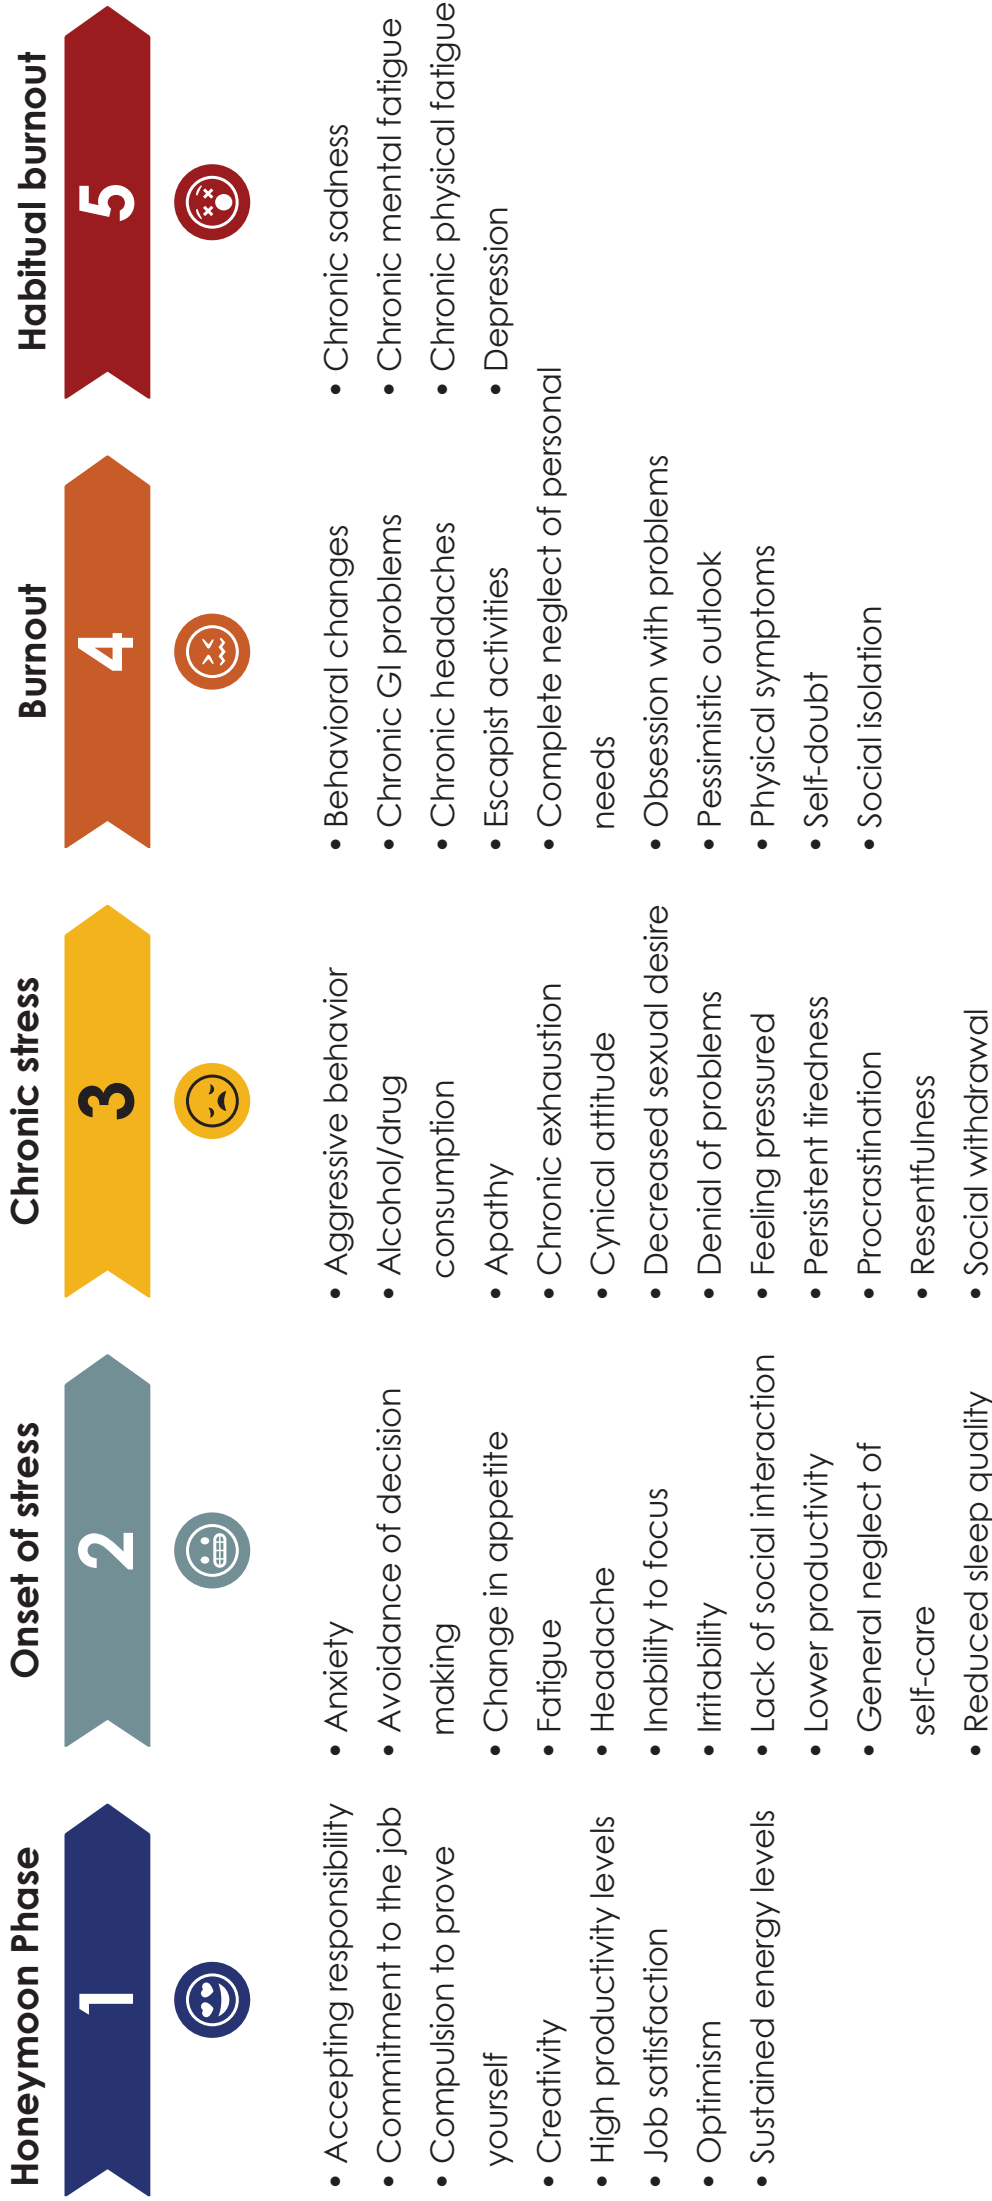 Honeymoon Phase
1
• Accepting responsibility
• Commitment to the job
• Compulsion to prove
yourself
• Creativity
• High productivity levels
• Job satisfaction
• Optimism
• Sustained energy levels
Onset of stress
2
• Anxiety
• Avoidance of decision
making
• Change in appetite
• Fatigue
• Headache
• Inability to focus
• Irritability
• Lack of social interaction
• Lower productivity
• General neglect of
self-care
• Reduced sleep quality
Chronic stress
3
• Aggressive behavior
• Alcohol/drug
consumption
• Apathy
• Chronic exhaustion
• Cynical attitude
• Decreased sexual desire
• Denial of problems
• Feeling pressured
• Persistent tiredness
• Procrastination
• Resentfulness
• Social withdrawal
Burnout
4
• Behavioral changes
• Chronic GI problems
• Chronic headaches
• Escapist activities
• Complete neglect of personal
needs
• Obsession with problems
• Pessimistic outlook
• Physical symptoms
• Self-doubt
• Social isolation
Habitual burnout
5
• Chronic sadness
• Chronic mental fatigue
• Chronic physical fatigue
• Depression